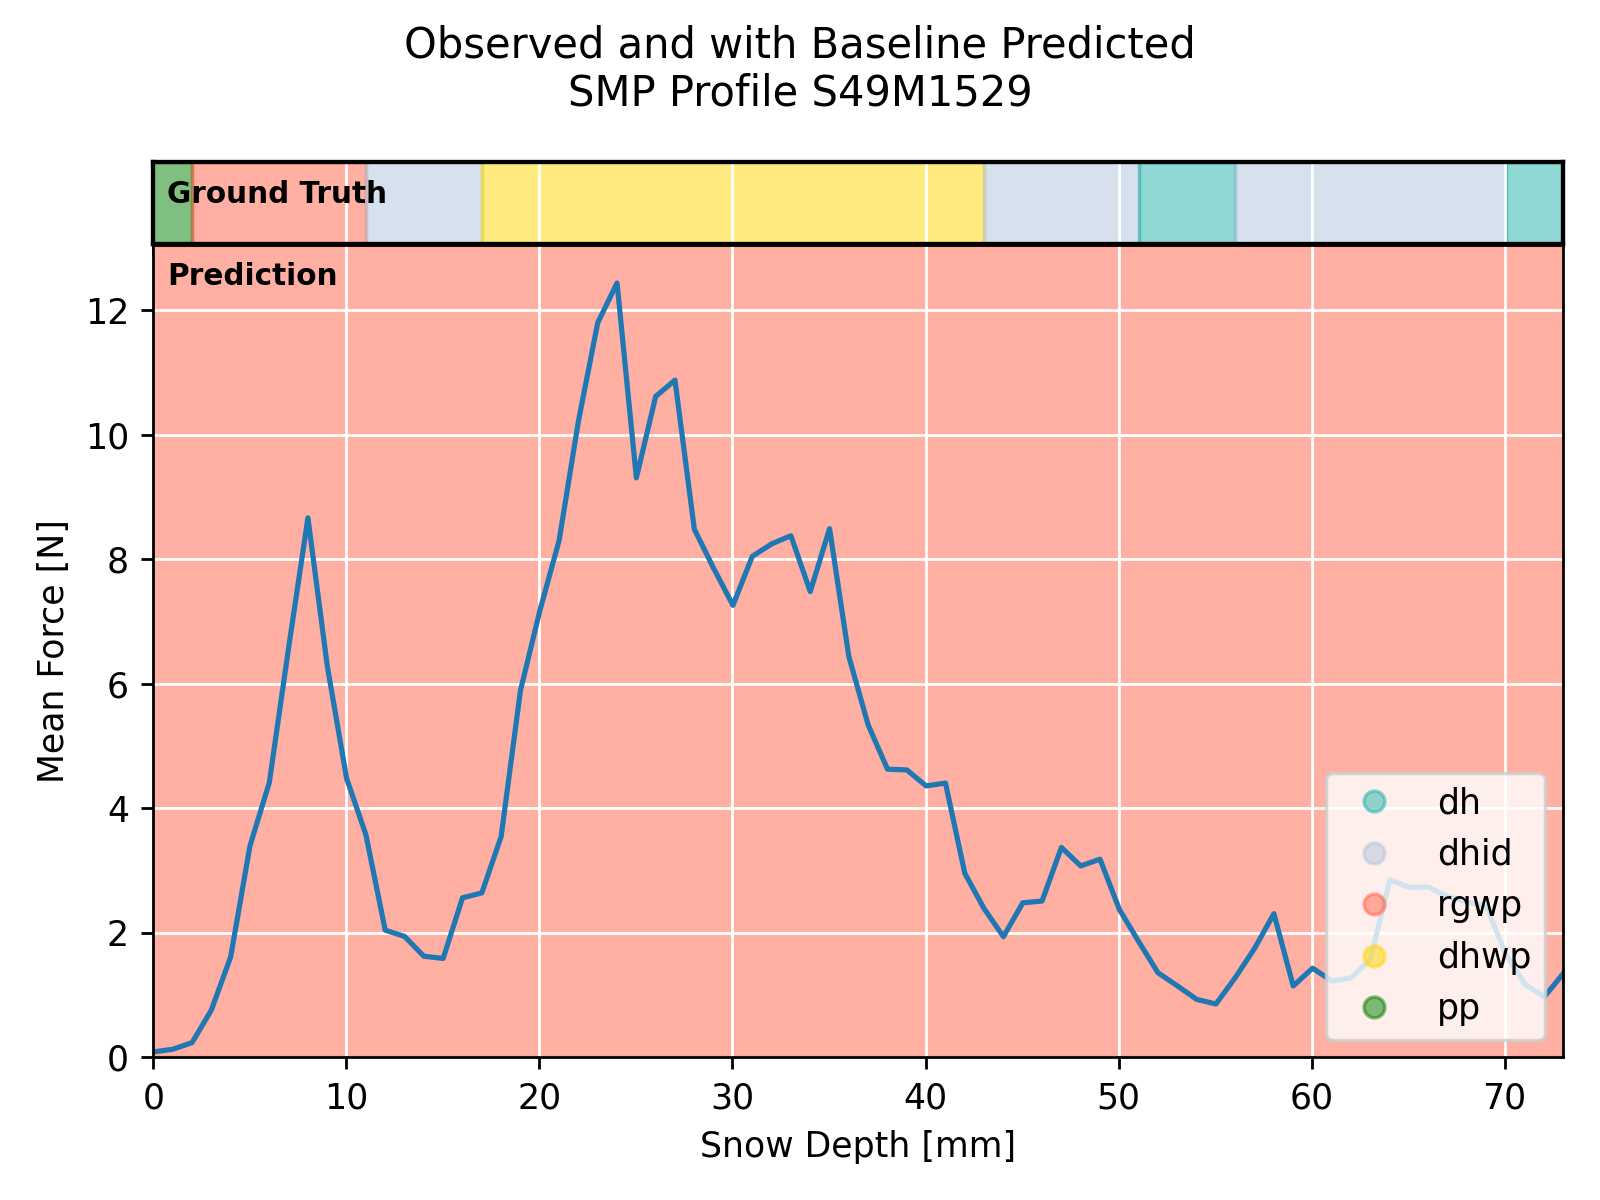 Observed and with Baseline Predicted
SMP Profile S49M1529
Ground Truth
Prediction
12
10
8
6
4
2
0
Mean Force [N]
dh
dhid
rgwp
dhwp
pp
0 10 20 30 40 50 60 70
Snow Depth [mm]